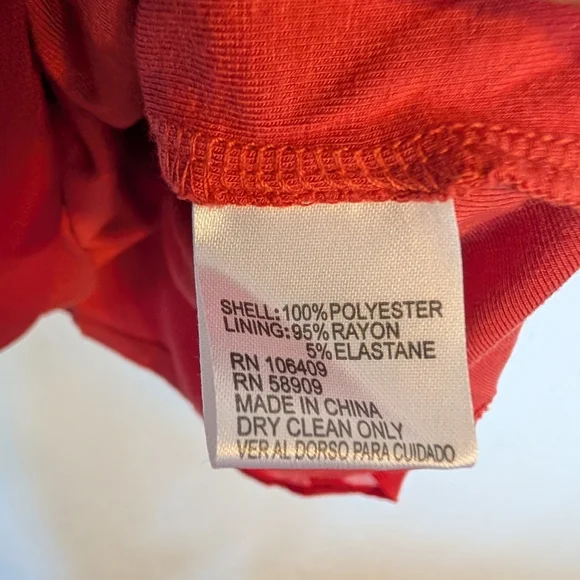 SHELL:100%POLYESTER
LINING:95%RAYON
5%ELASTANE
RN 106409
RN 58909
MADE IN CHINA
DRY CLEAN ONLY
VER AL DORSO PARA CUIDADO